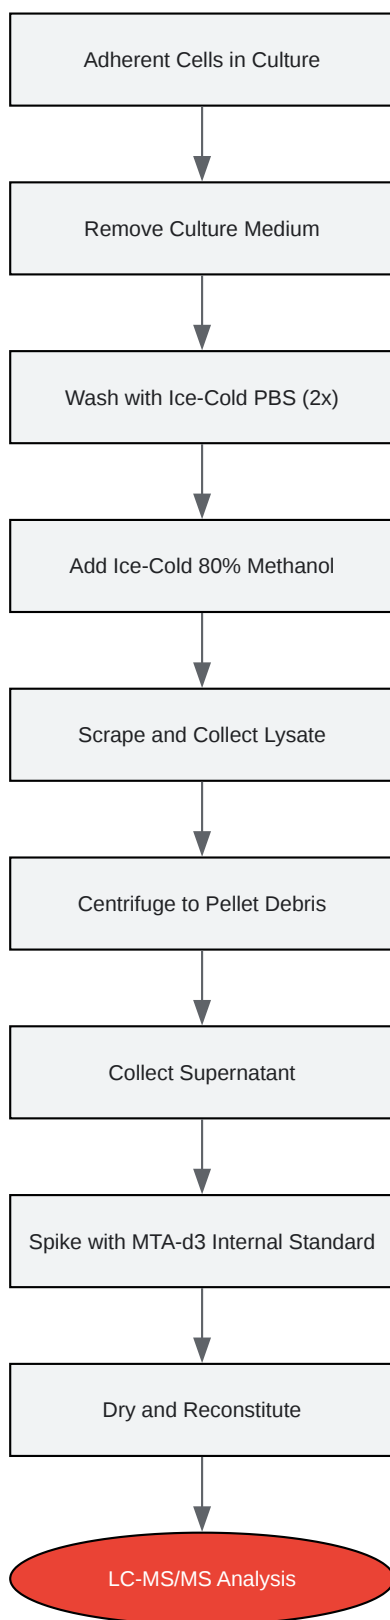 Adherent Cells in Culture
Remove Culture Medium
Wash with Ice-Cold PBS (2x)
Add Ice-Cold 80% Methanol
Scrape and Collect Lysate
Centrifuge to Pellet Debris
Collect Supernatant
Spike with MTA-d3 Internal Standard
Dry and Reconstitute
LC-MS/MS Analysis